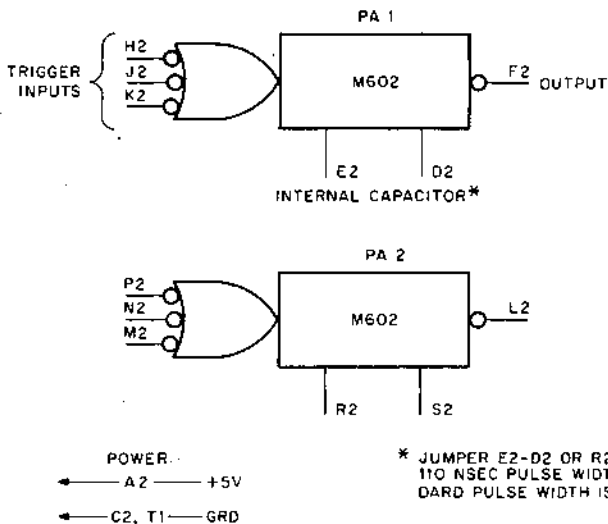 PA 1
H2
TRIGGER INPUTS
J2
K2
M602
F2 OUTPUT
E2 D2
INTERNAL CAPACITOR*
PA 2
P2
N2
M2
M602
L2
R2 S2
POWER
A2 +5V
C2, T1 GRD
* JUMPER E2-D2 OR R2
110 NSEC PULSE WIDT
DARD PULSE WIDTH IS